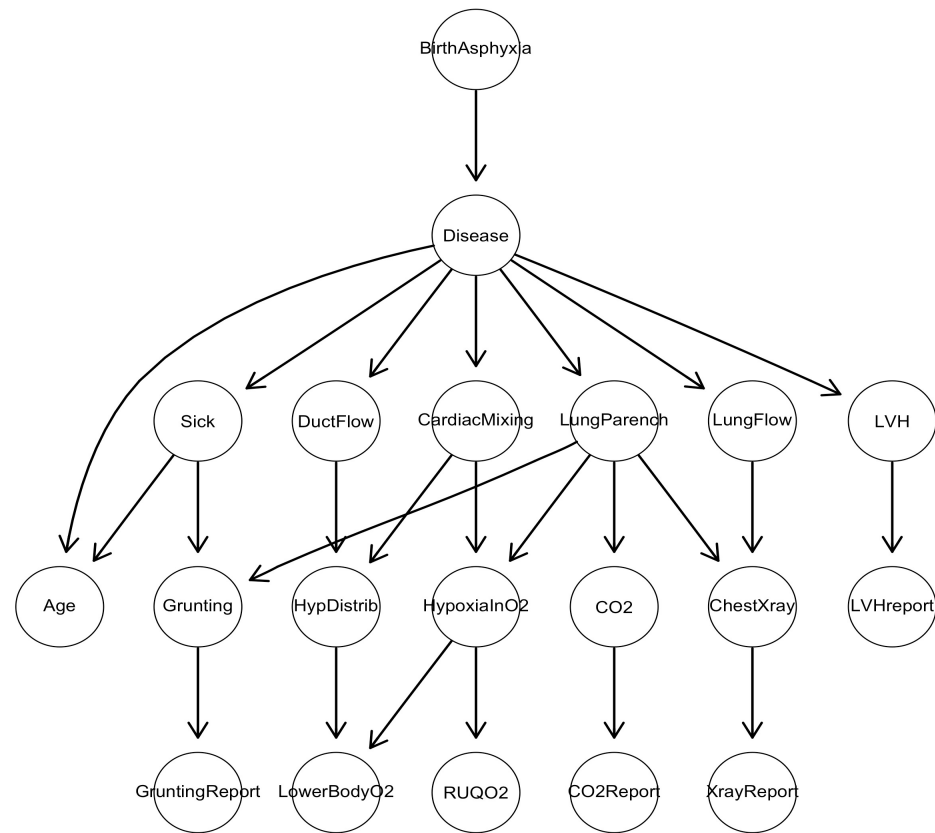 BirthAsphyxia
Disease
Sick
DuctFlow
CardiacMixing
LungParench
LungFlow
LVH
Age
Grunting
HypDistrib
HypoxiaInO2
CO2
ChestXray
LVHreport
GruntingReport
LowerBodyO2
RUQO2
CO2Report
XrayReport